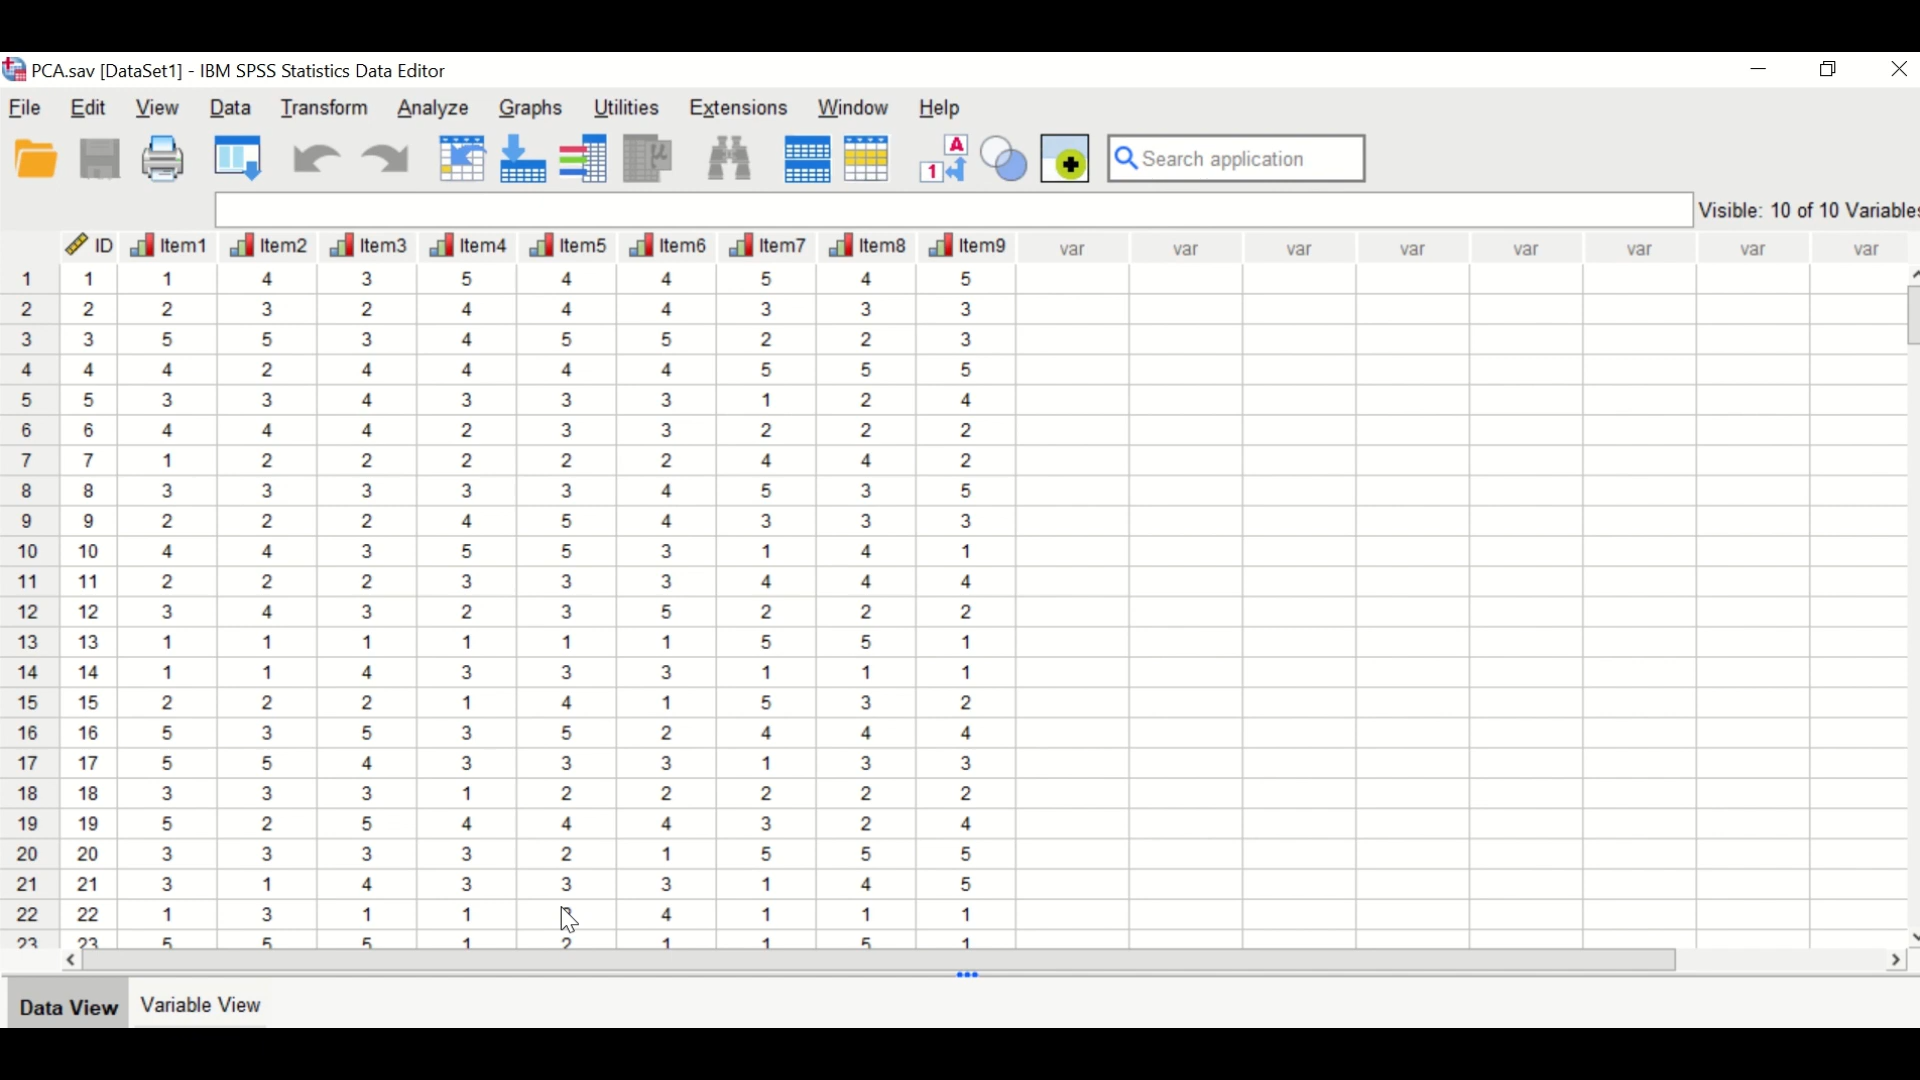 PCA.sav [DataSet1] - IBM SPSS Statistics Data Editor
File Edit View Data Transform Analyze Graphs Utilities Extensions Window Help
A
1
Search application
Visible: 10 of 10 Variables
ID Item1 Item2 Item3 Item4 Item5 Item6 Item7 Item8 Item9 var var var var var var var var
1 1 1 4 3 5 4 4 5 4 5
2 2 2 3 2 4 4 4 3 3 3
3 3 5 5 3 4 5 5 2 2 3
4 4 4 2 4 4 4 4 5 5 5
5 5 3 3 4 3 3 3 1 2 4
6 6 4 4 4 2 3 3 2 2 2
7 7 1 2 2 2 2 2 4 4 2
8 8 3 3 3 3 3 4 5 3 5
9 9 2 2 2 4 5 4 3 3 3
10 10 4 4 3 5 5 3 1 4 1
11 11 2 2 2 3 3 3 4 4 4
12 12 3 4 3 2 3 5 2 2 2
13 13 1 1 1 1 1 1 5 5 1
14 14 1 1 4 3 3 3 1 1 1
15 15 2 2 2 1 4 1 5 3 2
16 16 5 3 5 3 5 2 4 4 4
17 17 5 5 4 3 3 3 1 3 3
18 18 3 3 3 1 2 2 2 2 2
19 19 5 2 5 4 4 4 3 2 4
20 20 3 3 3 3 2 1 5 5 5
21 21 3 1 4 3 3 3 1 4 5
22 22 1 3 1 1 4 1 1 1
23 23 5 5 5 1 2 1 1 5 1
Data View Variable View